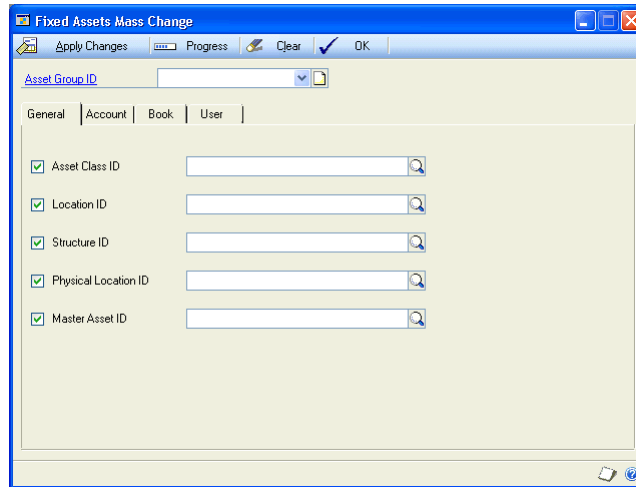 Fixed Assets Mass Change
Apply Changes Progress Clear OK
Asset Group ID
General Account Book User
Asset Class ID
Location ID
Structure ID
Physical Location ID
Master Asset ID